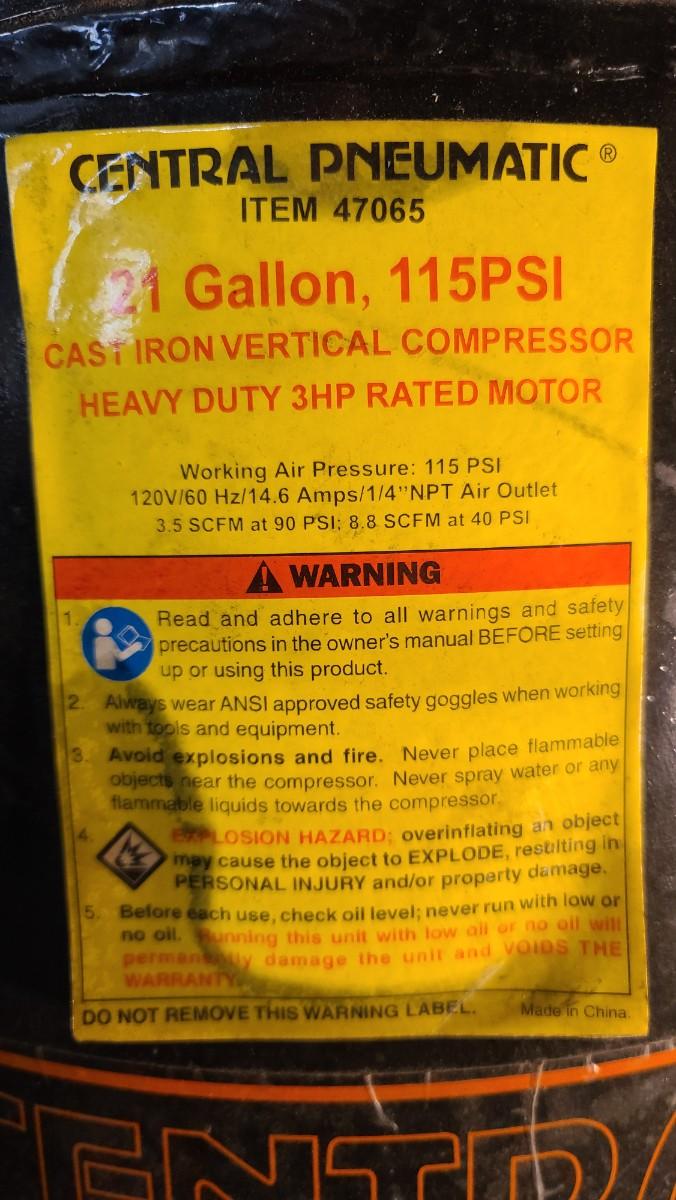 CENTRAL PNEUMATIC ®
ITEM 47065
21 Gallon, 115PSI
CAST IRON VERTICAL COMPRESSOR
HEAVY DUTY 3HP RATED MOTOR
Working Air Pressure: 115 PSI
120V/60 Hz/14.6 Amps/1/4''NPT Air Outlet
3.5 SCFM at 90 PSI; 8.8 SCFM at 40 PSI
WARNING
1. Read and adhere to all warnings and safety
precautions in the owner's manual BEFORE setting
up or using this product.
2. Always wear ANSI approved safety goggles when working
with tools and equipment.
3. Avoid explosions and fire. Never place flammable
objects near the compressor. Never spray water or any
flammable liquids towards the compressor.
4. EXPLOSION HAZARD; overinflating an object
may cause the object to EXPLODE, resulting in
PERSONAL INJURY and/or property damage.
5. Before each use, check oil level; never run with low or
no oil. Running this unit with low oil or no oil will
permanently damage the unit and VOIDS THE
WARRANTY.
DO NOT REMOVE THIS WARNING LABEL. Made in China.
CENTRA